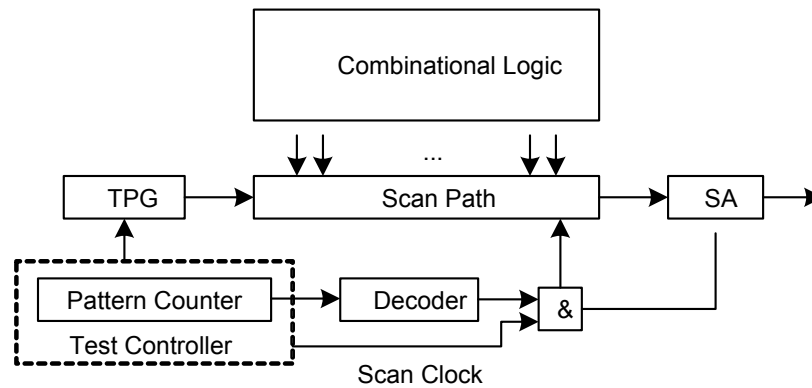 Combinational Logic
...
TPG
Scan Path
SA
Pattern Counter
Decoder
&
Test Controller
Scan Clock